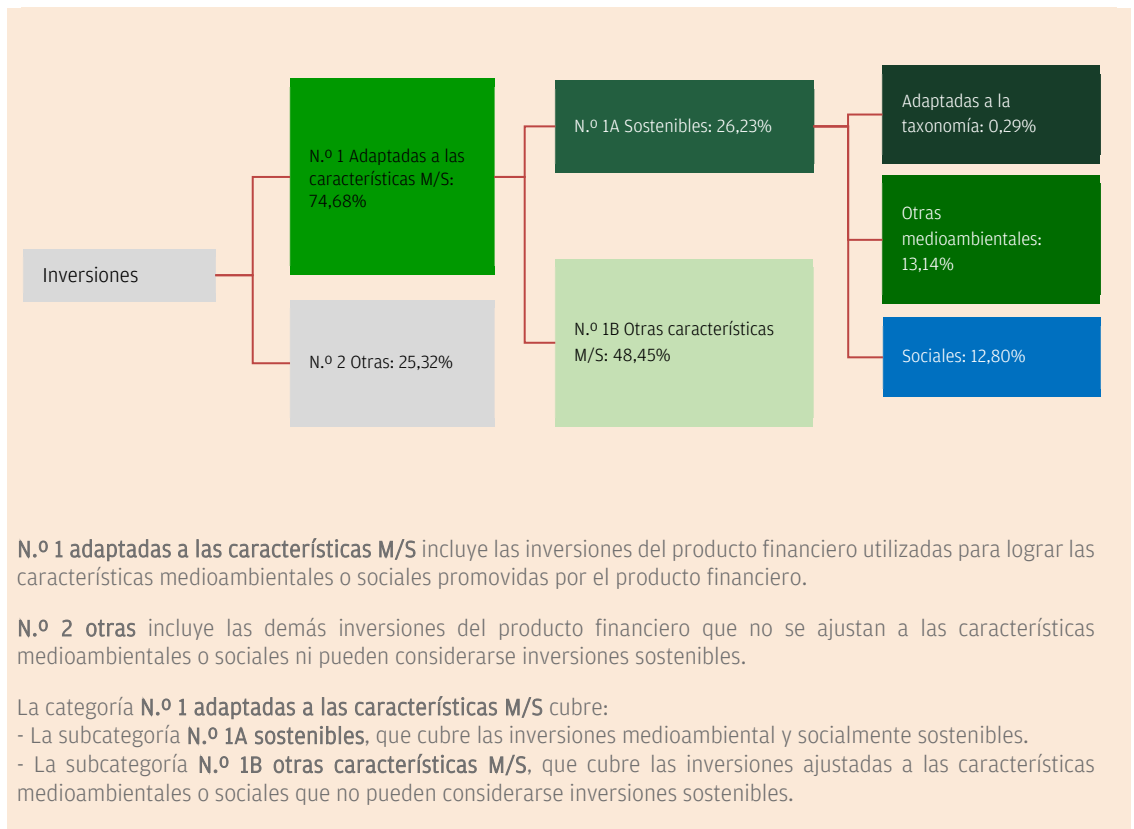 Inversiones
N.º 1 Adaptadas a las
características M/S:
74,68%
N.º 2 Otras: 25,32%
N.º 1A Sostenibles: 26,23%
N.º 1B Otras características
M/S: 48,45%
Adaptadas a la
taxonomía: 0,29%
Otras
medioambientales:
13,14%
Sociales: 12,80%
N.º 1 adaptadas a las características M/S incluye las inversiones del producto financiero utilizadas para lograr las
características medioambientales o sociales promovidas por el producto financiero.
N.º 2 otras incluye las demás inversiones del producto financiero que no se ajustan a las características
medioambientales o sociales ni pueden considerarse inversiones sostenibles.
La categoría N.º 1 adaptadas a las características M/S cubre:
- La subcategoría N.º 1A sostenibles, que cubre las inversiones medioambiental y socialmente sostenibles.
- La subcategoría N.º 1B otras características M/S, que cubre las inversiones ajustadas a las características
medioambientales o sociales que no pueden considerarse inversiones sostenibles.